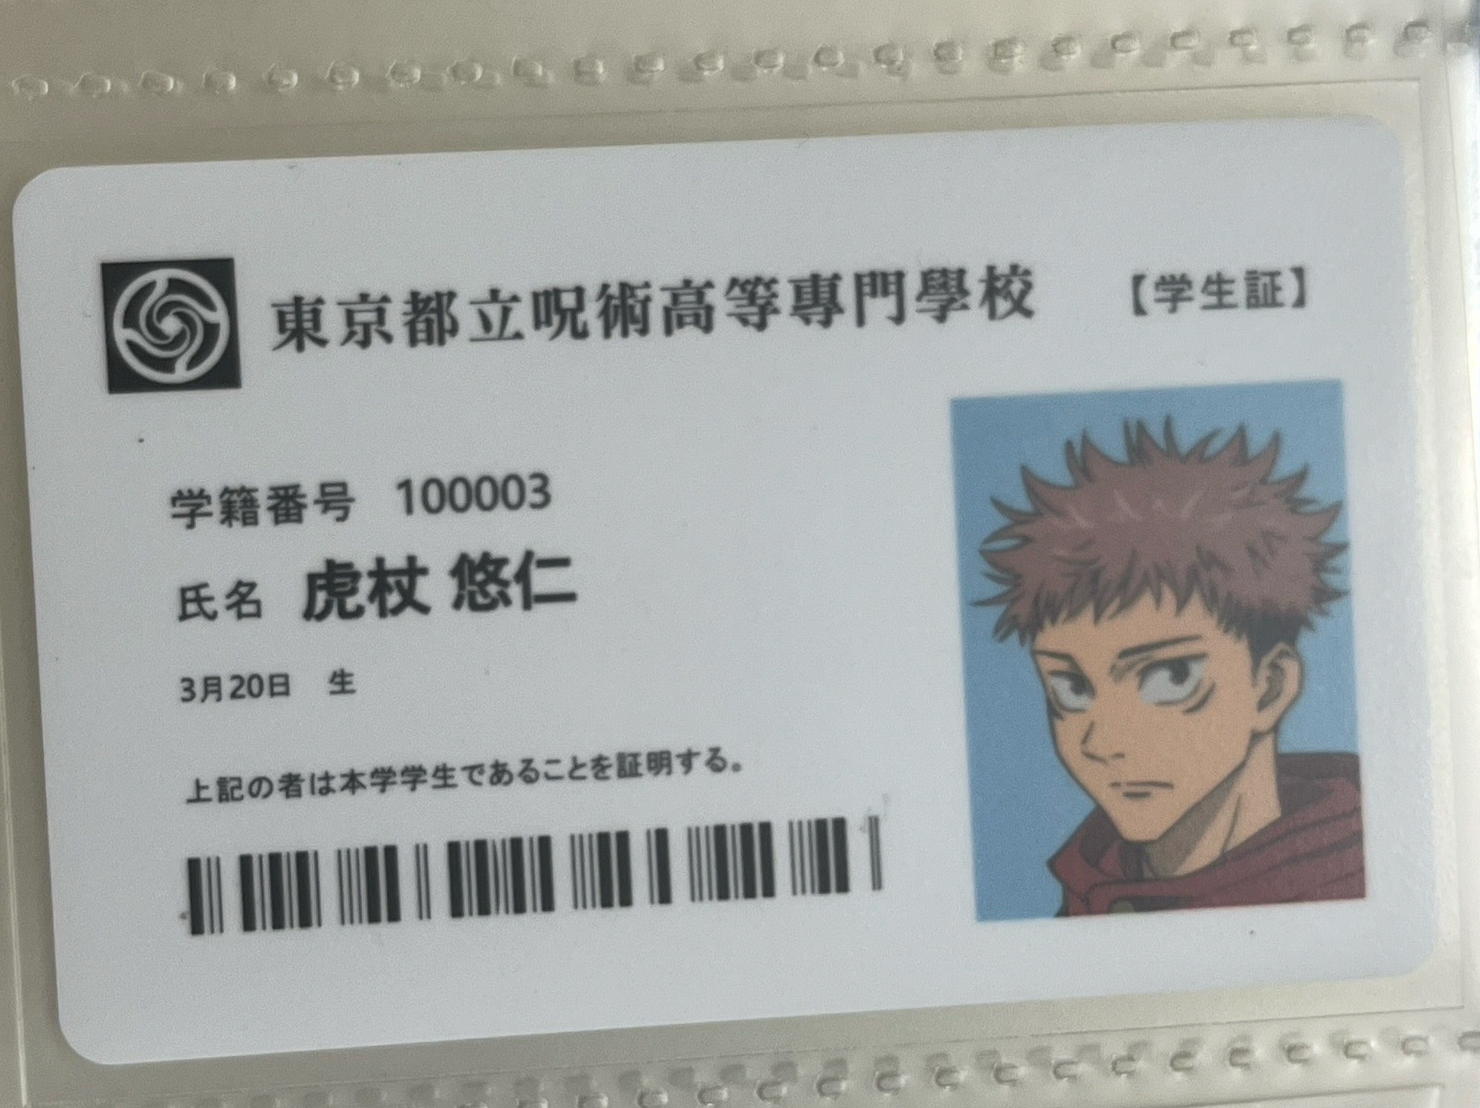 東京都立呪術高等專門學校 【学生証】
学籍番号 100003
氏名 虎杖 悠仁
3月20日 生
上記の者は本学学生であることを証明する。